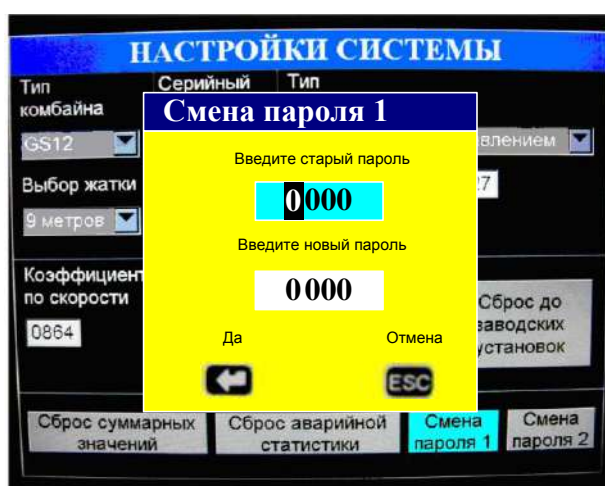 НАСТРОЙКИ СИСТЕМЫ
Тип Серийный Тип
комбайна
Смена пароля 1
GS12
авлением
Введите старый пароль
Выбор жатки
27
0000
9 метров
Введите новый пароль
Коэффициент
по скорости
0000
Сброс до
заводских
установок
0864
Да Отмена
ESC
Сброс суммарных значений
Сброс аварийной статистики
Смена пароля 1
Смена пароля 2